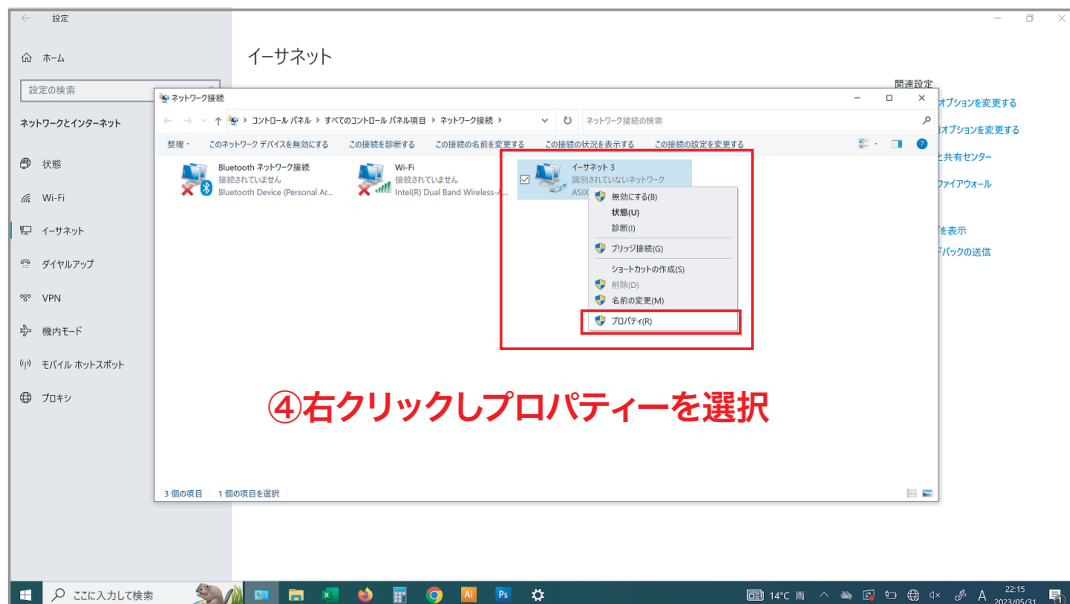 設定
ホーム
イーサネット
設定の検索
関連設定
ネットワーク接続
オプションを変更する
コントロール パネル
すべてのコントロール パネル項目
ネットワーク接続
ネットワーク接続の検索
ネットワークとインターネット
オプションを変更する
整理
このネットワーク デバイスを無効にする
この接続を診断する
この接続の名前を変更する
この接続の状況を表示する
この接続の設定を変更する
と共有センター
状態
Bluetooth ネットワーク接続
接続されていません
Bluetooth Device (Personal Ar...
Wi-Fi
接続されていません
Intel(R) Dual Band Wireless-A...
イーサネット 3
識別されていないネットワーク
ASIX
ファイアウォール
Wi-Fi
無効にする(B)
状態(U)
診断(I)
ブリッジ接続(G)
ショートカットの作成(S)
削除(D)
名前の変更(M)
プロパティ(R)
イーサネット
を表示
ドバックの送信
ダイヤルアップ
VPN
機内モード
モバイル ホットスポット
プロキシ
④右クリックしプロパティーを選択
3 個の項目
1 個の項目を選択
ここに入力して検索
Ai
Ps
14°C 雨
A
22:15
2023/05/31